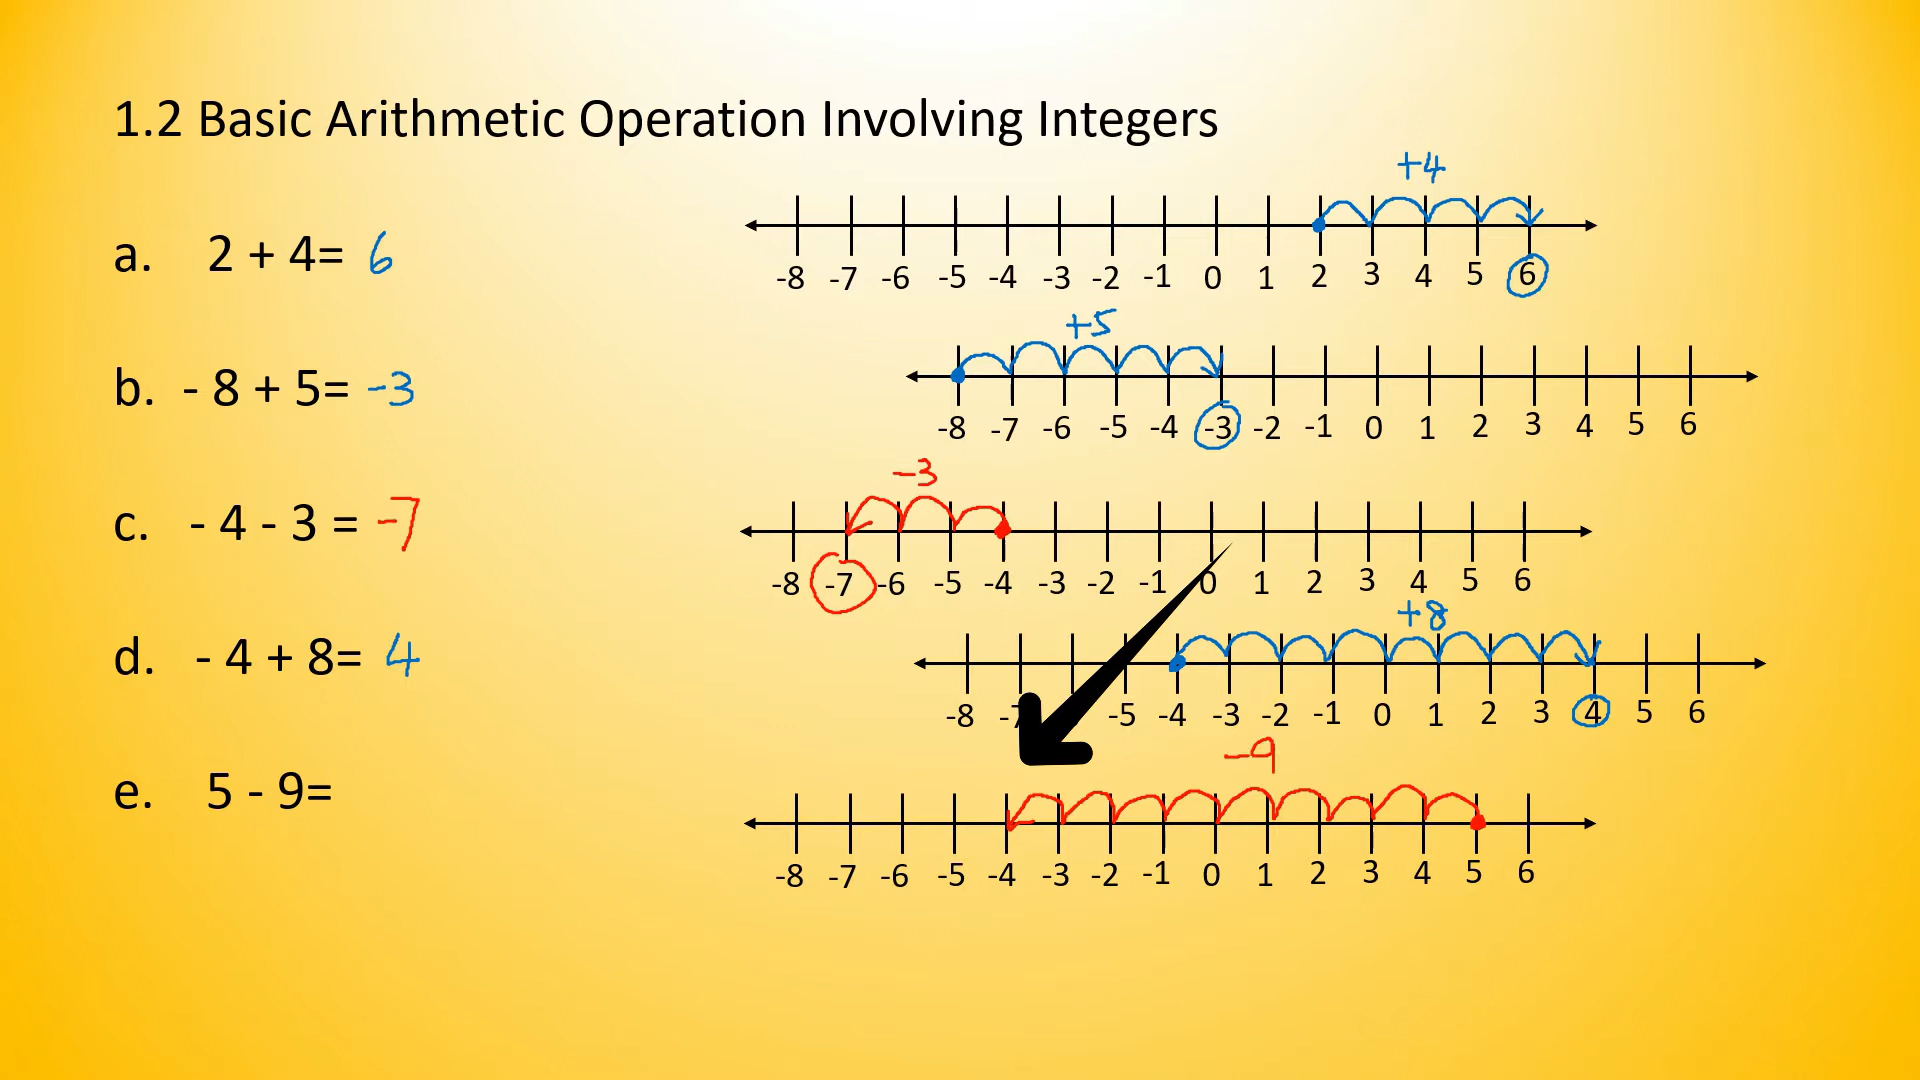 1.2 Basic Arithmetic Operation Involving Integers
+4
a. 2 + 4= 6
-8 -7 -6 -5 -4 -3 -2 -1 0 1 2 3 4 5 6
+5
b. - 8 + 5= -3
-8 -7 -6 -5 -4 -3 -2 -1 0 1 2 3 4 5 6
-3
c. - 4 - 3 = -7
-8 -7 -6 -5 -4 -3 -2 -1 0 1 2 3 4 5 6
+8
d. - 4 + 8= 4
-8 -7 -5 -4 -3 -2 -1 0 1 2 3 4 5 6
-9
e. 5 - 9=
-8 -7 -6 -5 -4 -3 -2 -1 0 1 2 3 4 5 6